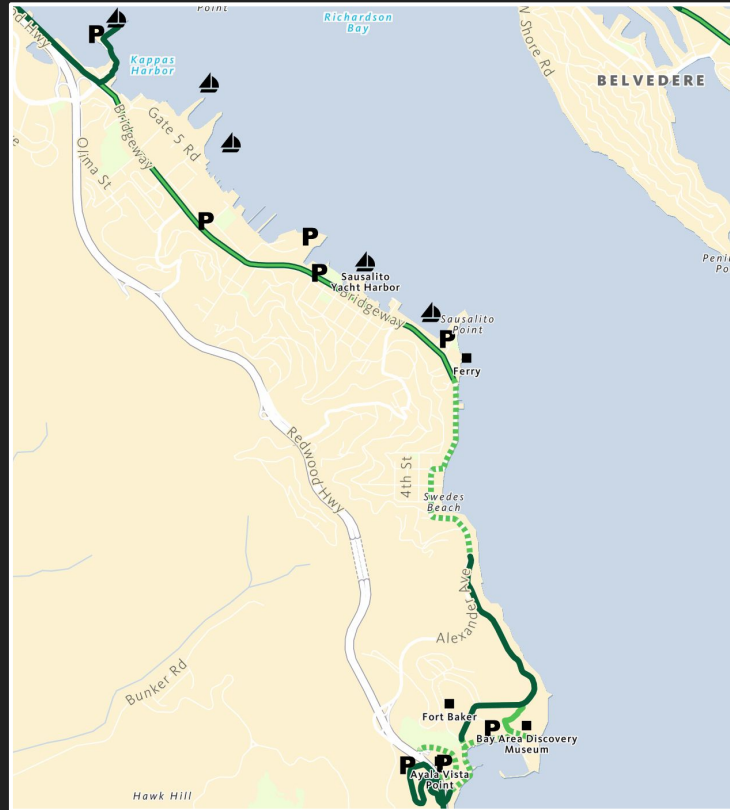 Point
Richardson
Bay
P
Kappas
Harbor
Bridgeway
Gate 5 Rd
Olima St
BELVEDERE
P
P
P
Sausalito
Yacht Harbor
Bridgeway
Sausalito
Point
P
Ferry
Redwood Hwy
4th St
Swedes
Beach
Alexander Ave
Bunker Rd
Fort Baker
P
Bay Area Discovery
Museum
P
P
Ayala Vista
Point
Hawk Hill